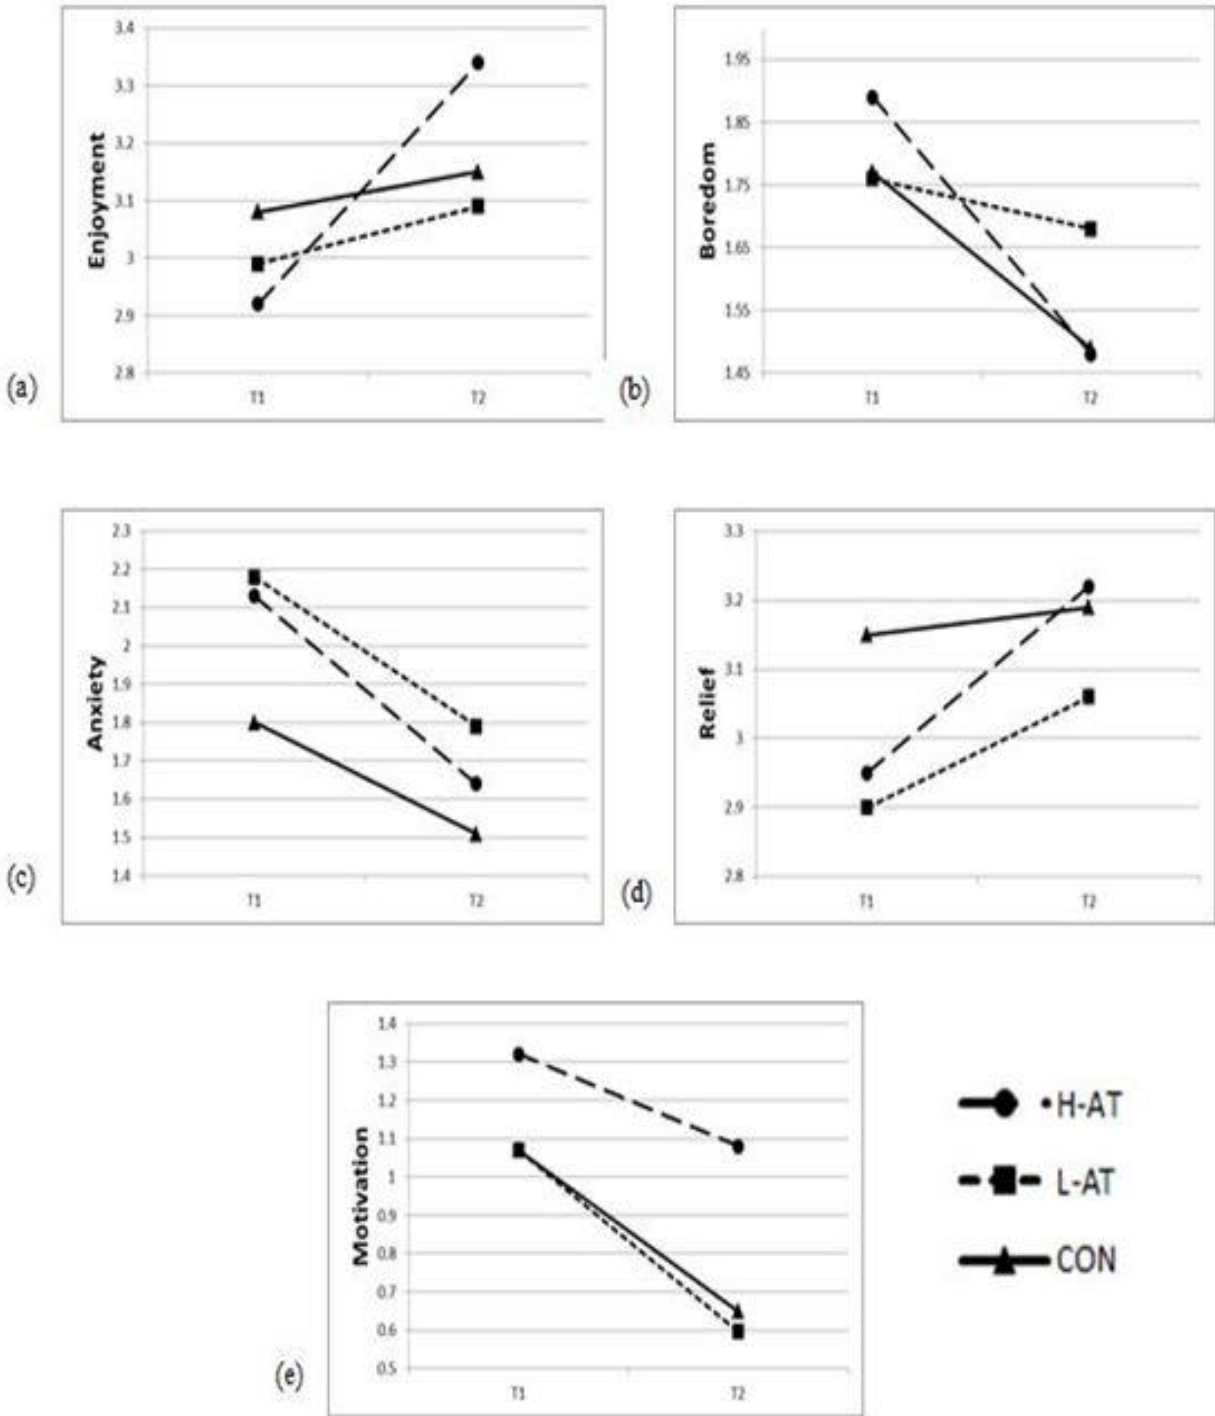 Enjoyment
3.4
3.3
3.2
3.1
3
2.9
2.8
T1 T2
(a)
Boredom
1.95
1.85
1.75
1.65
1.55
1.45
T1 T2
(b)
Anxiety
2.3
2.2
2.1
2
1.9
1.8
1.7
1.6
1.5
1.4
T1 T2
(c)
Relief
3.3
3.2
3.1
3
2.9
2.8
T1 T2
(d)
Motivation
1.4
1.3
1.2
1.1
1
0.9
0.8
0.7
0.6
0.5
T1 T2
(e)
H-AT
L-AT
CON